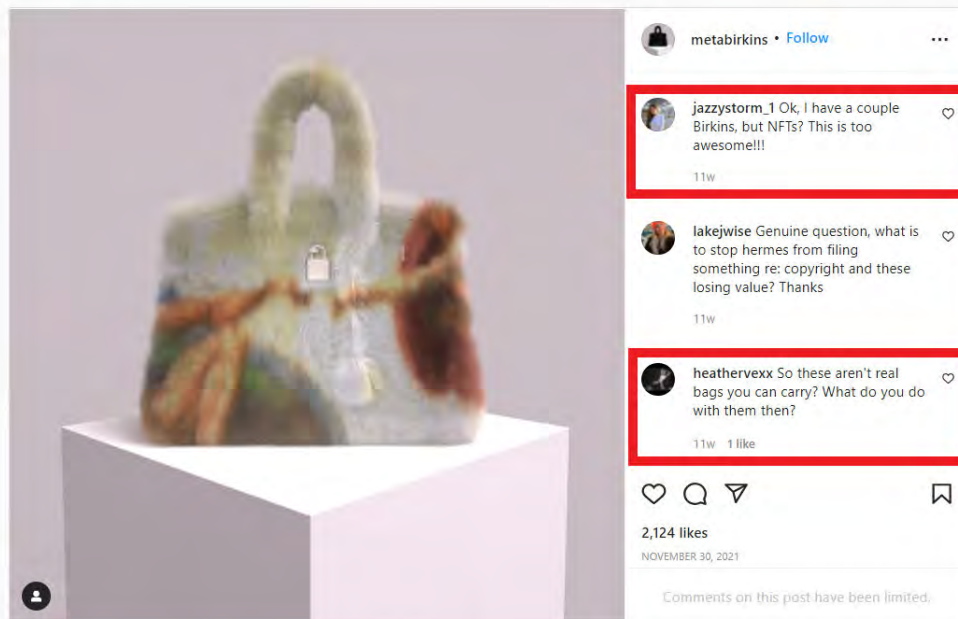 metabirkins • Follow
jazzystorm_1 Ok, I have a couple
Birkins, but NFTs? This is too
awesome!!!
11w
lakejwise Genuine question, what is
to stop hermes from filing
something re: copyright and these
losing value? Thanks
11w
heathervexx So these aren't real
bags you can carry? What do you do
with them then?
11w 1 like
2,124 likes
NOVEMBER 30, 2021
Comments on this post have been limited.